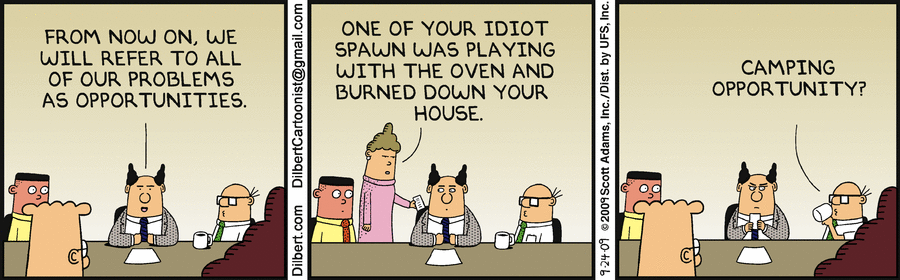 FROM NOW ON, WE
WILL REFER TO ALL
OF OUR PROBLEMS
AS OPPORTUNITIES.
Dilbert.com DilbertCartoonist@gmail.com
ONE OF YOUR IDIOT
SPAWN WAS PLAYING
WITH THE OVEN AND
BURNED DOWN YOUR
HOUSE.
9-24-09 ©2009 Scott Adams, Inc./Dist. by UFS, Inc.
CAMPING
OPPORTUNITY?